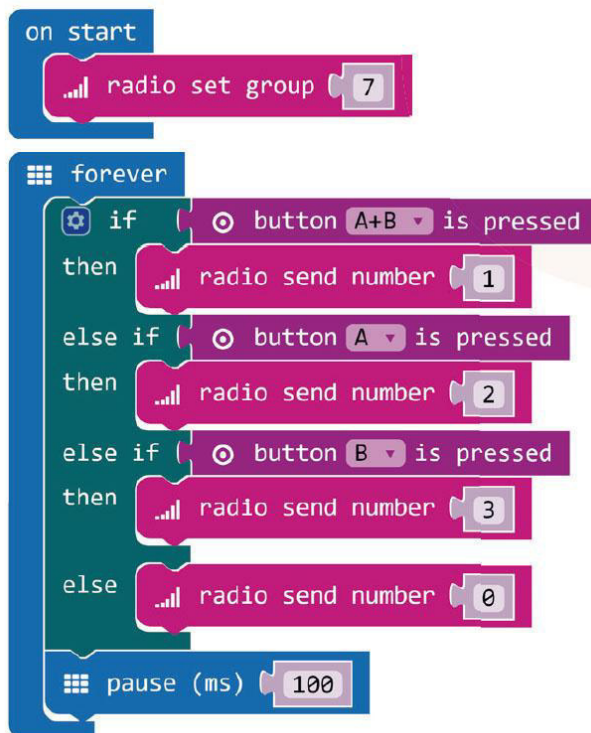 on start
radio set group 7
forever
if button A+B is pressed
then radio send number 1
else if button A is pressed
then radio send number 2
else if button B is pressed
then radio send number 3
else radio send number 0
pause (ms) 100